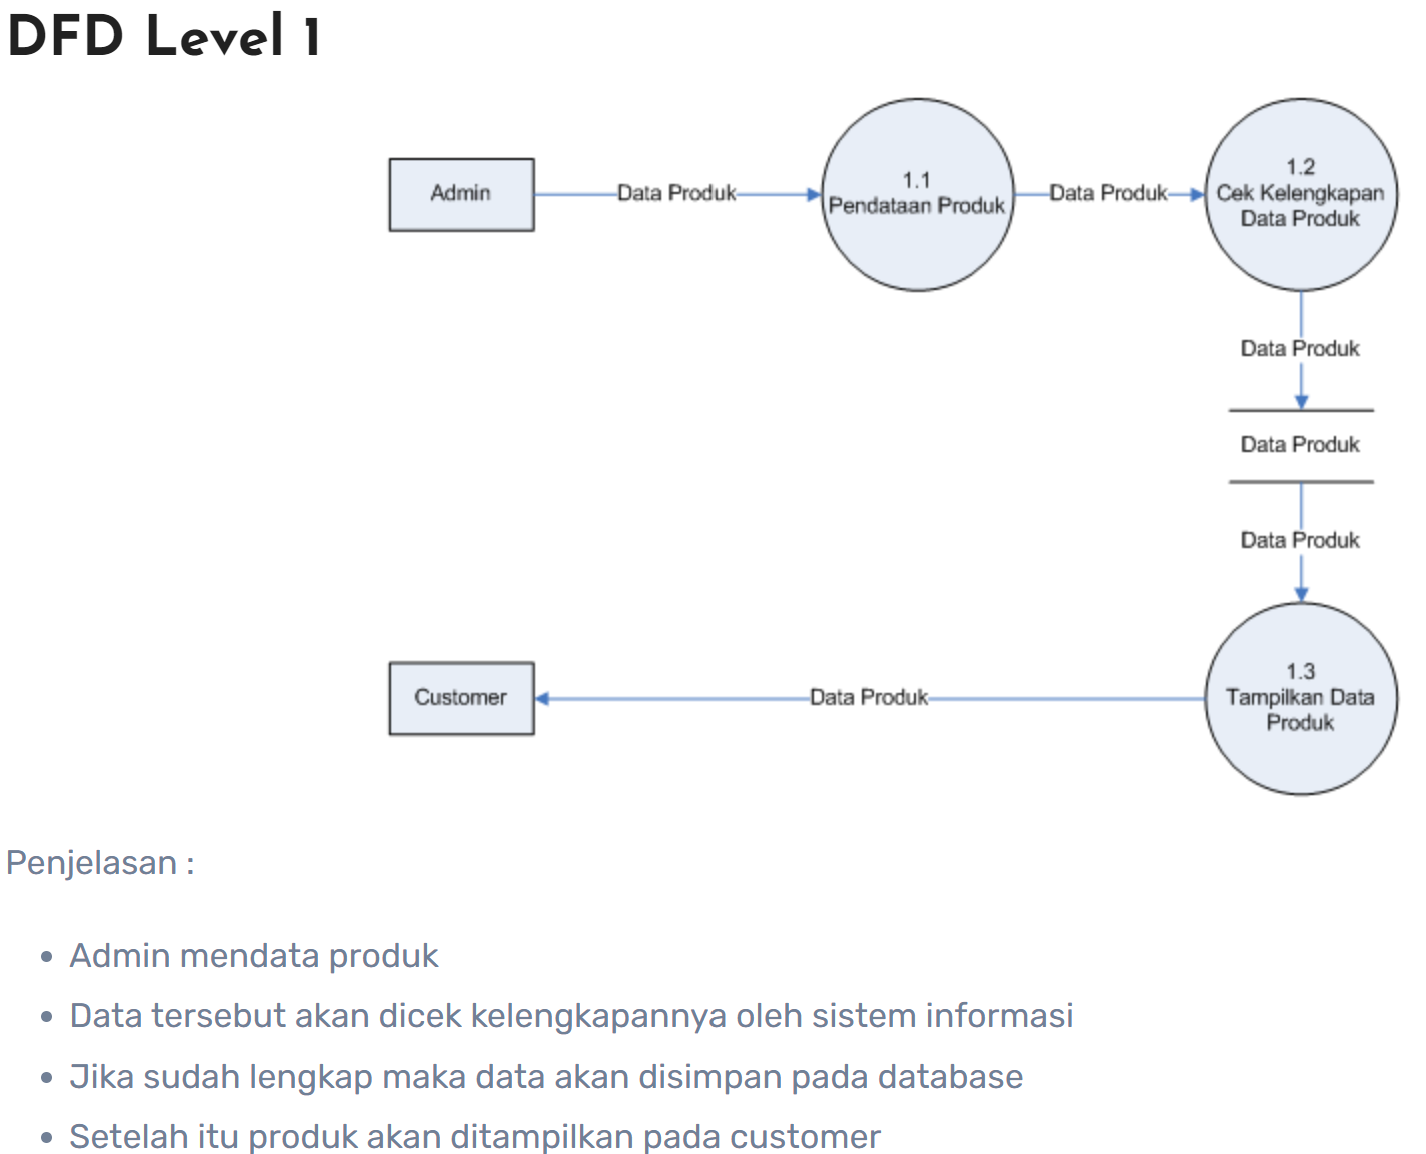 DFD Level 1
Admin
Data Produk
1.1
Pendataan Produk
Data Produk
1.2
Cek Kelengkapan
Data Produk
Data Produk
Data Produk
Data Produk
1.3
Tampilkan Data
Produk
Data Produk
Customer
Penjelasan :
• Admin mendata produk
• Data tersebut akan dicek kelengkapannya oleh sistem informasi
• Jika sudah lengkap maka data akan disimpan pada database
• Setelah itu produk akan ditampilkan pada customer